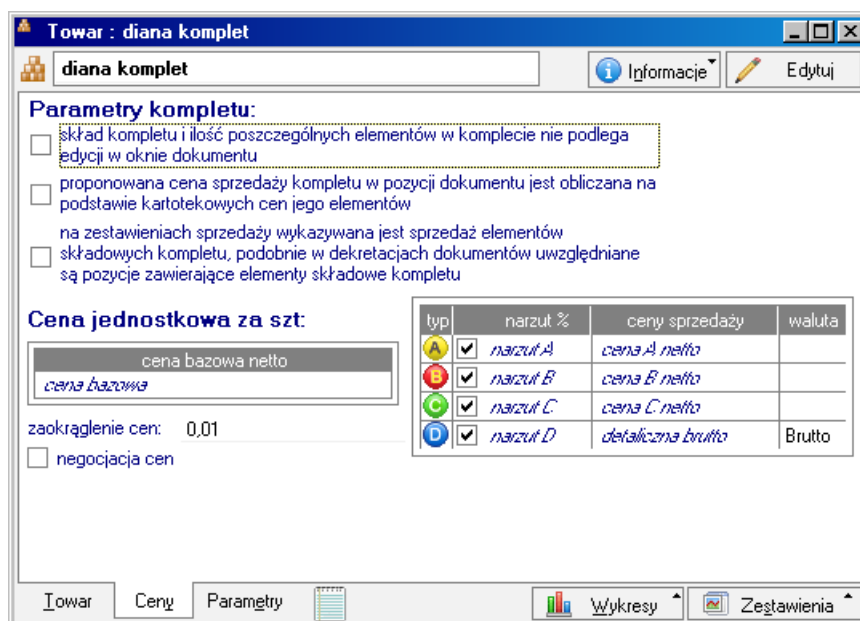 Towar : diana komplet
diana komplet
Informacje
Edytuj
Parametry kompletu:
skład kompletu i ilość poszczególnych elementów w komplecie nie podlega
edycji w oknie dokumentu
proponowana cena sprzedaży kompletu w pozycji dokumentu jest obliczana na
podstawie kartotekowych cen jego elementów
na zestawieniach sprzedaży wykazywana jest sprzedaż elementów
składowych kompletu, podobnie w dekretacjach dokumentów uwzględniane
są pozycje zawierające elementy składowe kompletu
Cena jednostkowa za szt:
cena bazowa netto
cena bazowa
zaokrąglenie cen: 0,01
negocjacja cen
typ narzut % ceny sprzedaży waluta
A narzut A cena A netto
B narzut B cena B netto
C narzut C cena C netto
D narzut D detaliczna brutto Brutto
Towar Ceny Parametry Wykresy Zestawienia